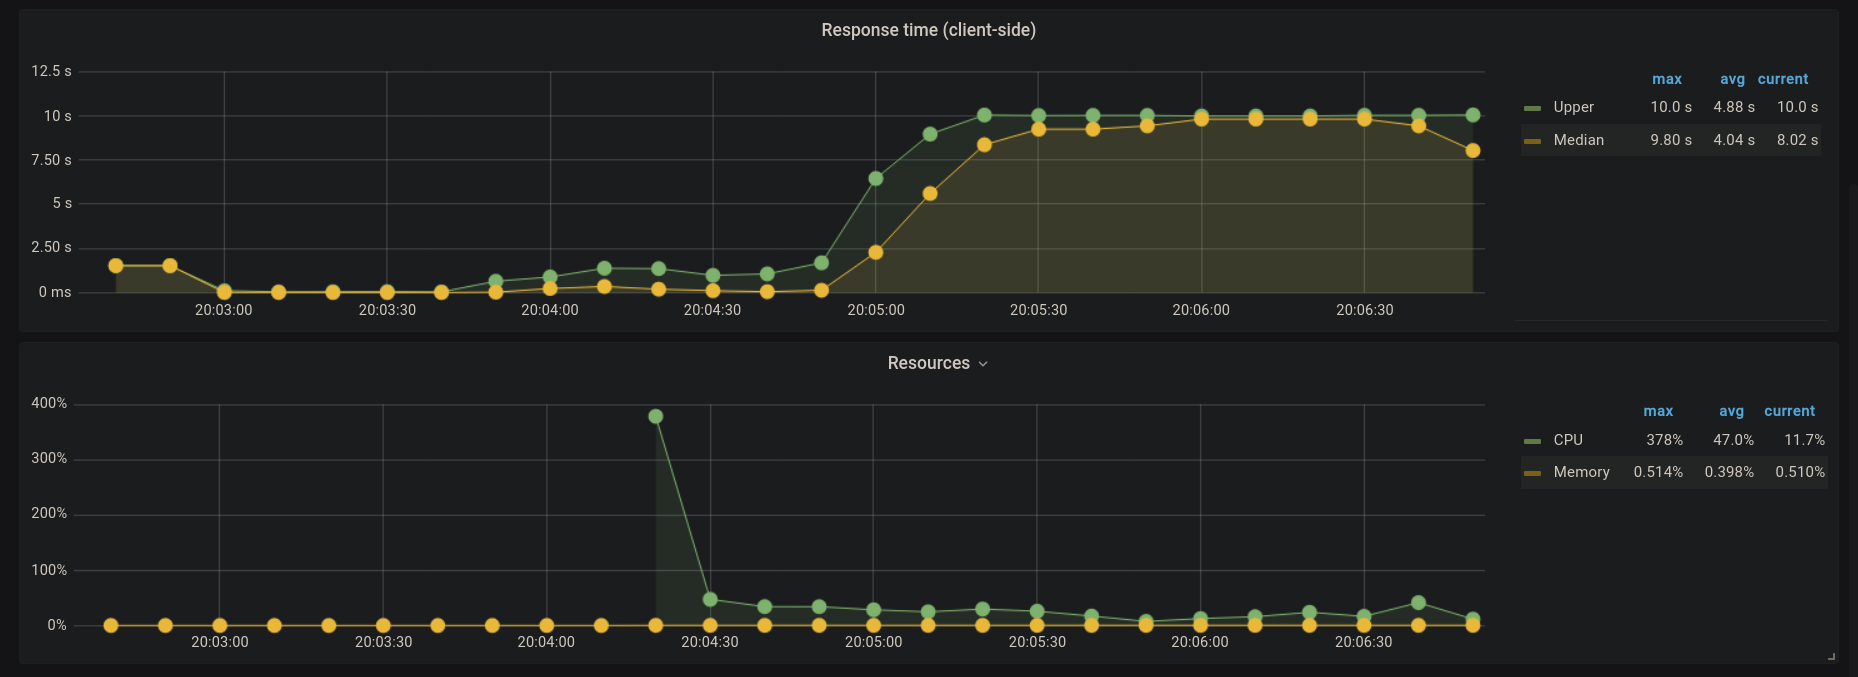 Response time (client-side)
12.5 s
10 s
7.50 s
5 s
2.50 s
0 ms
20:03:00 20:03:30 20:04:00 20:04:30 20:05:00 20:05:30 20:06:00 20:06:30
max avg current
Upper 10.0 s 4.88 s 10.0 s
Median 9.80 s 4.04 s 8.02 s
Resources
400%
300%
200%
100%
0%
20:03:00 20:03:30 20:04:00 20:04:30 20:05:00 20:05:30 20:06:00 20:06:30
max avg current
CPU 378% 47.0% 11.7%
Memory 0.514% 0.398% 0.510%